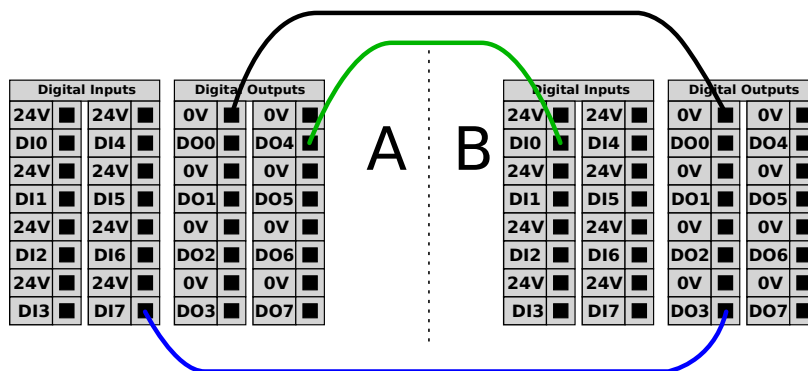 Digital Inputs Digital Outputs Digital Inputs Digital Outputs
24V 24V 0V 0V 24V 24V 0V 0V
DI0 DI4 DO0 DO4 A B DI0 DI4 DO0 DO4
24V 24V 0V 0V 24V 24V 0V 0V
DI1 DI5 DO1 DO5 DI1 DI5 DO1 DO5
24V 24V 0V 0V 24V 24V 0V 0V
DI2 DI6 DO2 DO6 DI2 DI6 DO2 DO6
24V 24V 0V 0V 24V 24V 0V 0V
DI3 DI7 DO3 DO7 DI3 DI7 DO3 DO7